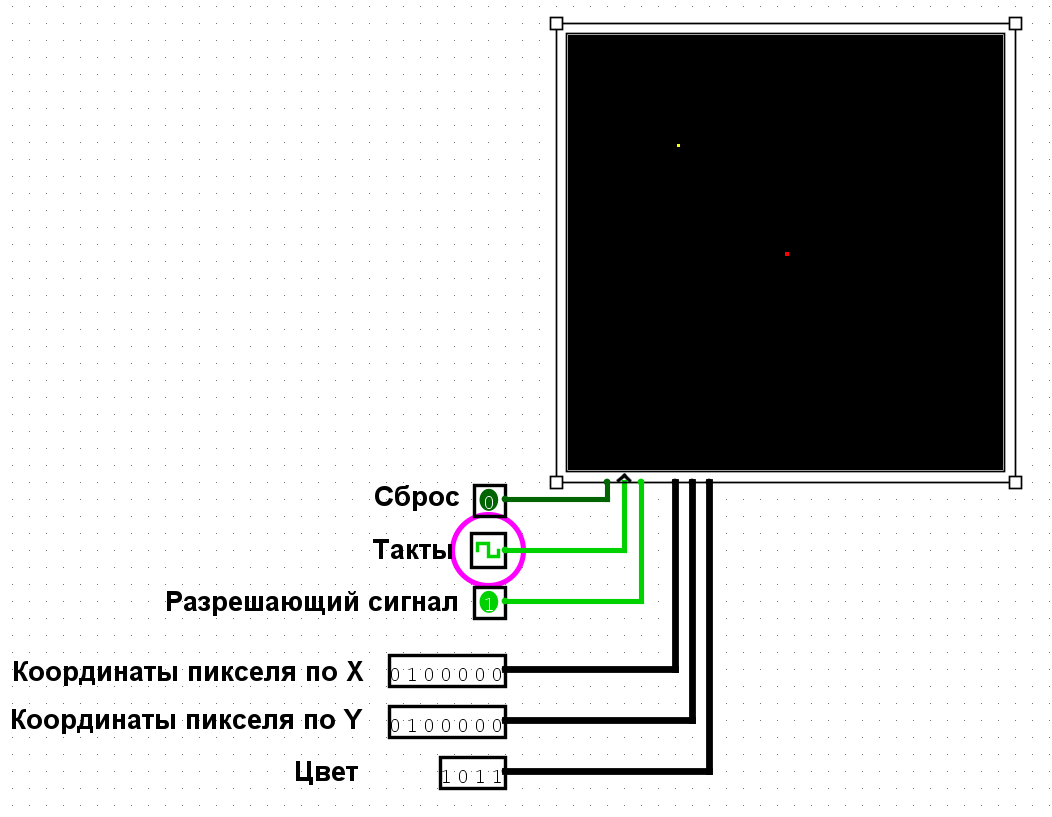 Сброс 0
Такты
Разрешающий сигнал 1
Координаты пикселя по X 0100000
Координаты пикселя по Y 0100000
Цвет 1011